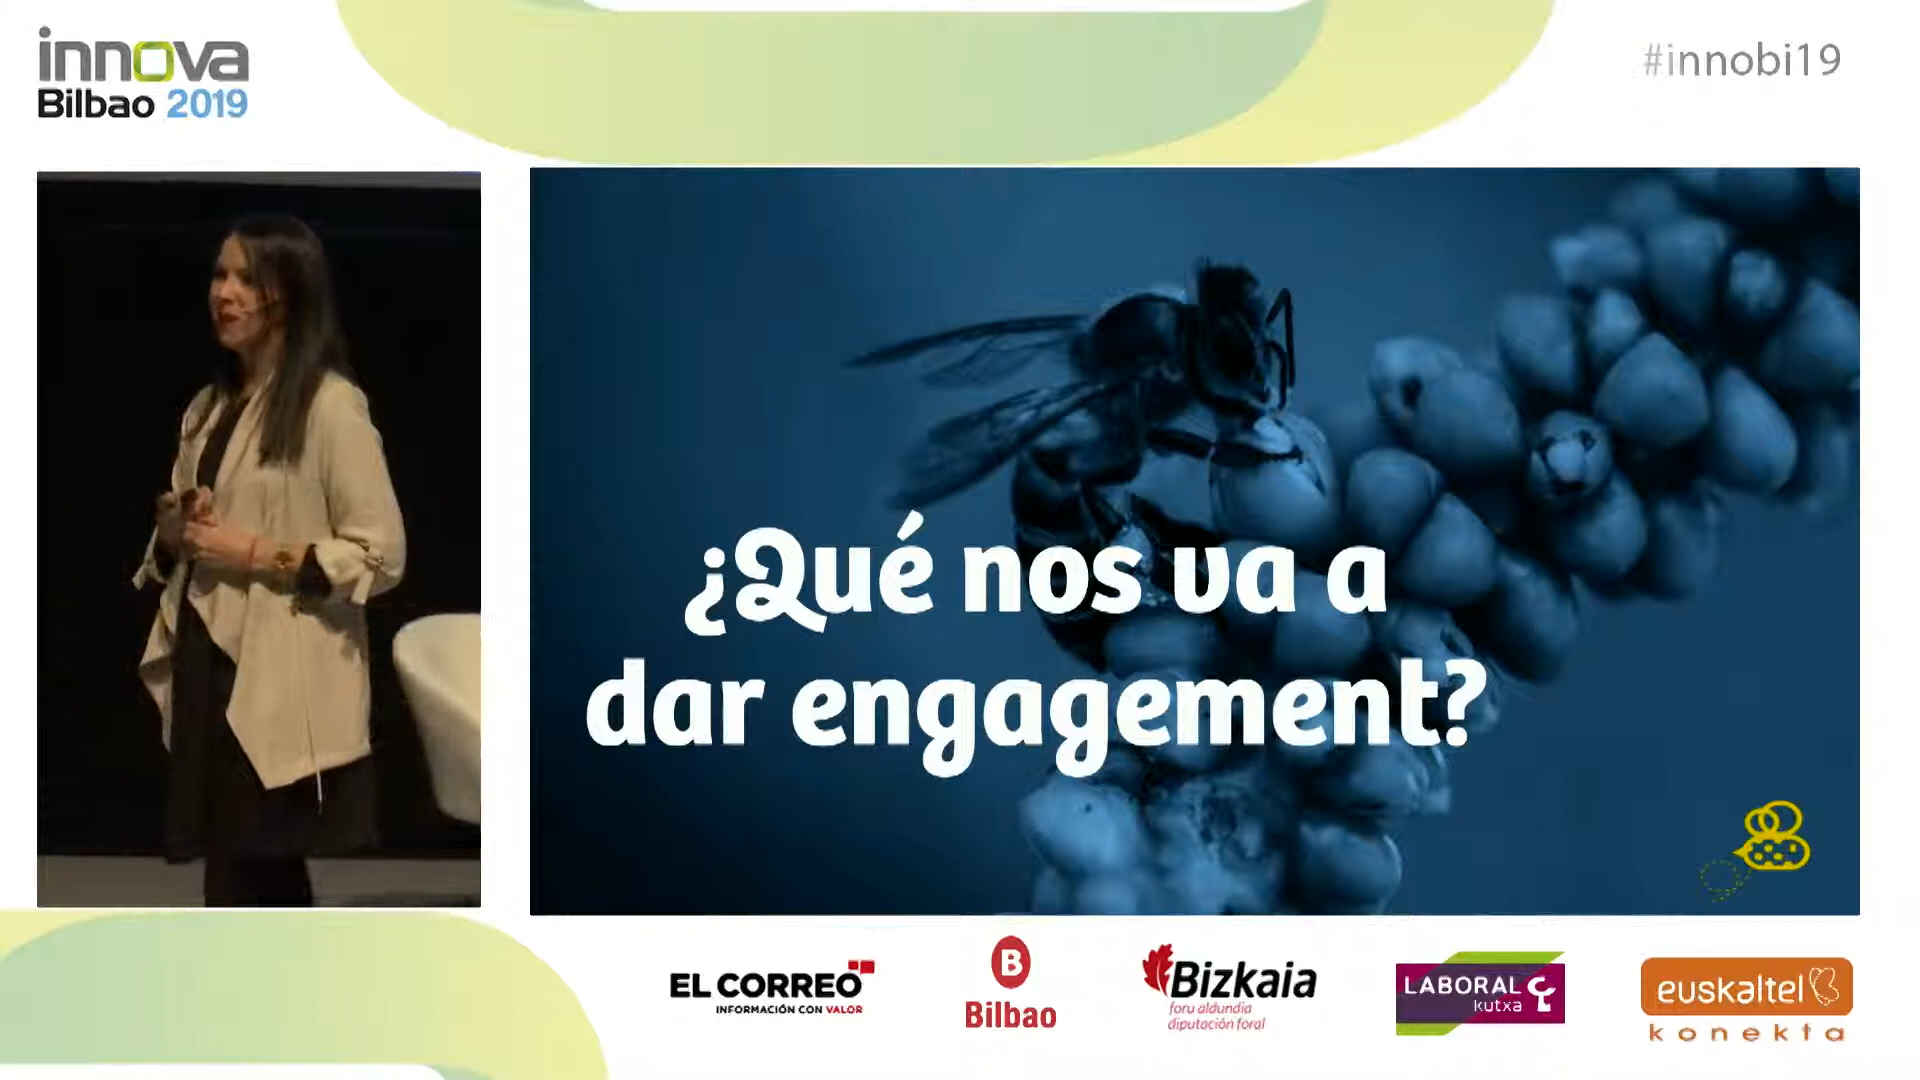 innova
Bilbao 2019
#innobi19
¿Qué nos va a
dar engagement?
EL CORREO
INFORMACIÓN CON VALOR
B
Bilbao
Bizkaia
foru aldundia
diputación foral
LABORAL
kutxa
euskaltel
konekta